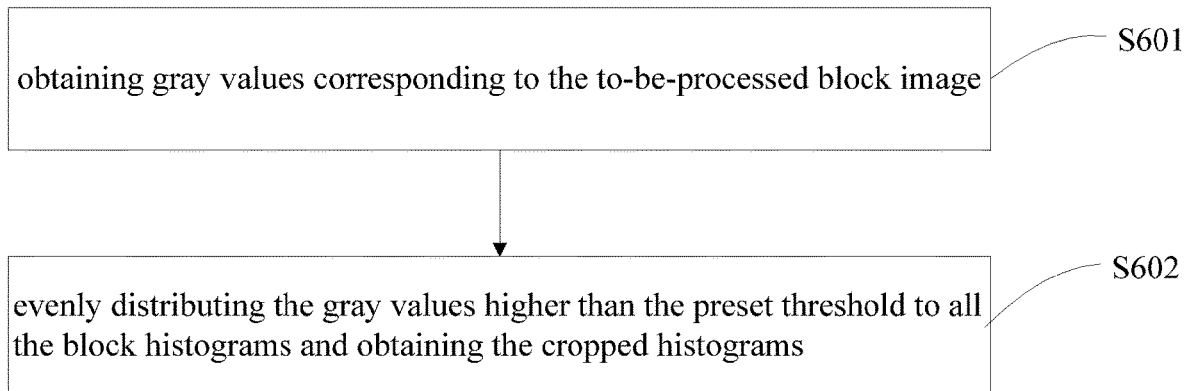 obtaining gray values corresponding to the to-be-processed block image
S601
evenly distributing the gray values higher than the preset threshold to all
the block histograms and obtaining the cropped histograms
S602